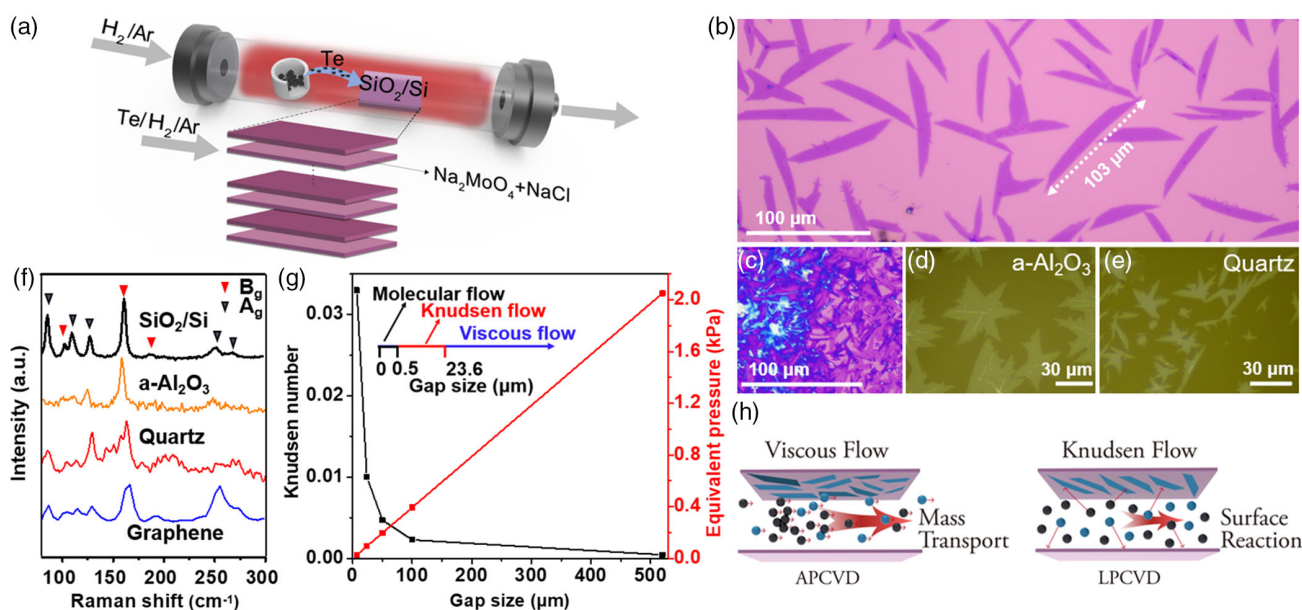 (a)
H₂/Ar
Te
SiO₂/Si
Te/H₂/Ar
Na₂MoO₄+NaCl
(b)
103 µm
100 µm
(c)
100 µm
(d)
a-Al₂O₃
30 µm
(e)
Quartz
30 µm
(f)
Bg
Ag
SiO₂/Si
a-Al₂O₃
Quartz
Graphene
Intensity (a.u.)
100 150 200 250 300
Raman shift (cm⁻¹)
(g)
Molecular flow
Knudsen flow
Viscous flow
0 0.5 23.6
Gap size (µm)
Knudsen number
0.03
0.02
0.01
0.00
0 100 200 300 400 500
Gap size (µm)
2.0
1.6
1.2
0.8
0.4
0.0
Equivalent pressure (kPa)
(h)
Viscous Flow
Mass
Transport
APCVD
Knudsen Flow
Surface
Reaction
LPCVD